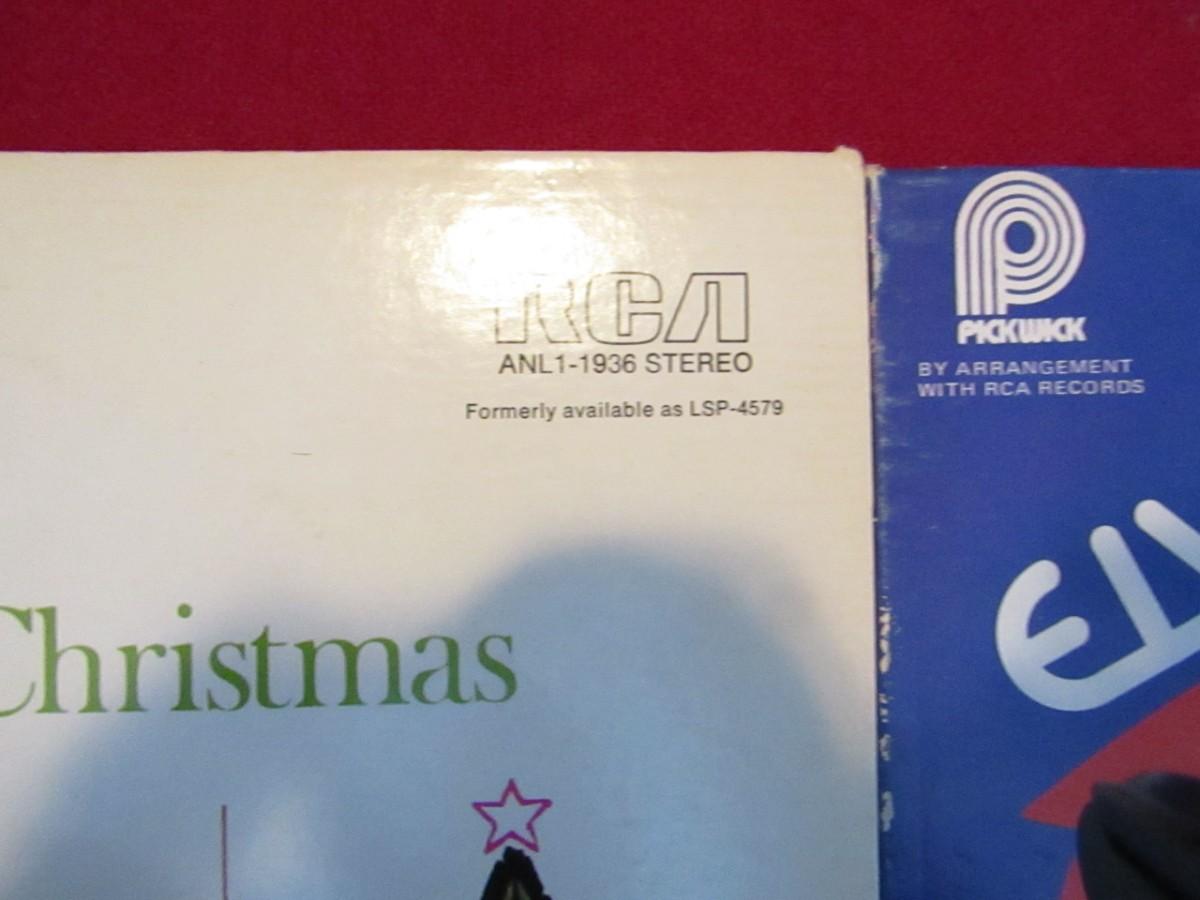 RCA
ANL1-1936 STEREO
Formerly available as LSP-4579
Christmas
PICKWICK
BY ARRANGEMENT
WITH RCA RECORDS